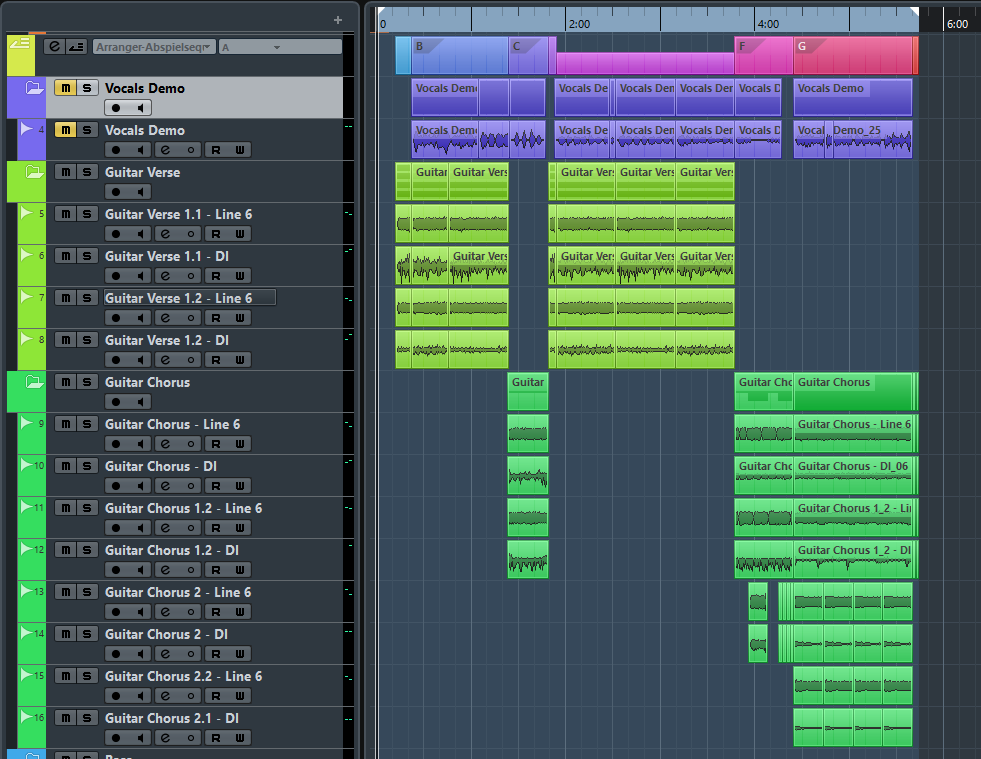 +
0 2:00 4:00 6:00
e Arranger-Abspielseq A
B C F G
m S Vocals Demo
Vocals Demo Vocals De Vocals Dem Vocals Dem Vocals D Vocals Demo
4 m S Vocals Demo
e R W
Vocals Demo Vocals De Vocals Dem Vocals Dem Vocals D Vocal Demo_25
m S Guitar Verse
Guitar Guitar Vers Guitar Vers Guitar Vers Guitar Vers
5 m S Guitar Verse 1.1 - Line 6
e R W
6 m S Guitar Verse 1.1 - DI
e R W
Guitar Vers Guitar Vers Guitar Vers Guitar Vers
7 m S Guitar Verse 1.2 - Line 6
e R W
8 m S Guitar Verse 1.2 - DI
e R W
m S Guitar Chorus
Guitar Guitar Cho Guitar Chorus
9 m S Guitar Chorus - Line 6
e R W
Guitar Chorus - Line 6
10 m S Guitar Chorus - DI
e R W
Guitar Cho Guitar Chorus - DI_06
11 m S Guitar Chorus 1.2 - Line 6
e R W
Guitar Chorus 1_2 - Li
12 m S Guitar Chorus 1.2 - DI
e R W
Guitar Chorus 1_2 - DI
13 m S Guitar Chorus 2 - Line 6
e R W
14 m S Guitar Chorus 2 - DI
e R W
15 m S Guitar Chorus 2.2 - Line 6
e R W
16 m S Guitar Chorus 2.1 - DI
e R W